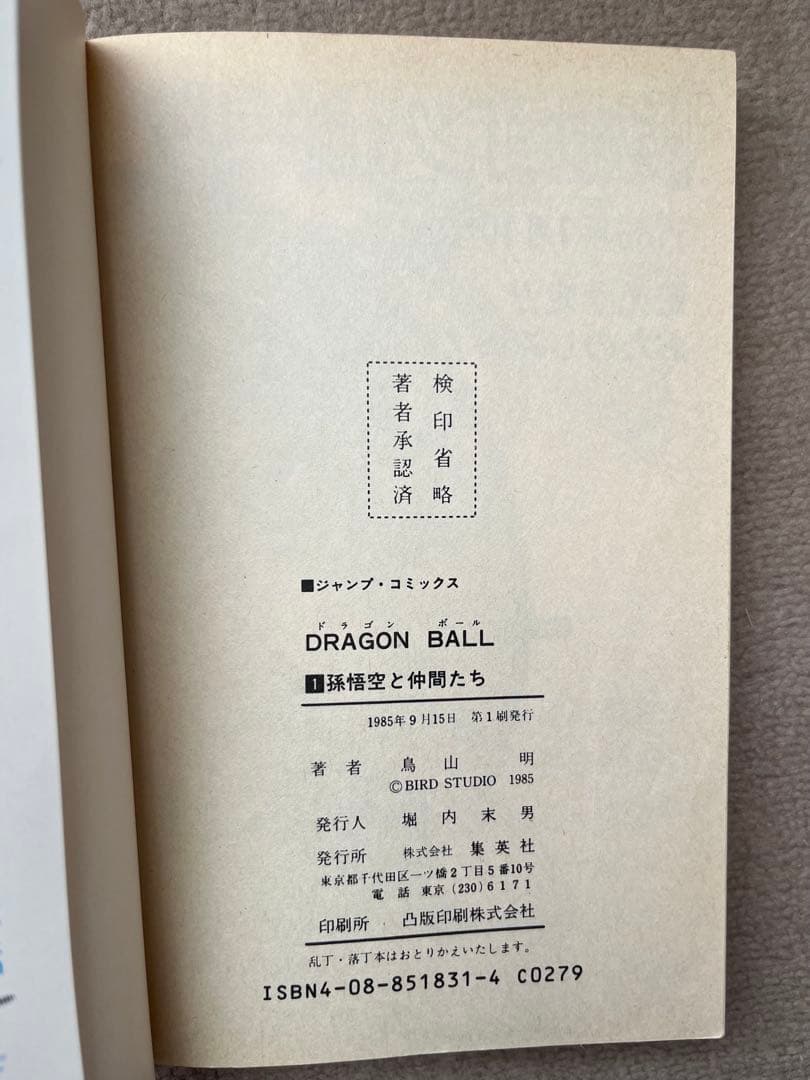 検印省略
著者承認済
■ジャンプ・コミックス
ドラゴン ボール
DRAGON BALL
1孫悟空と仲間たち
1985年9月15日 第1刷発行
著者 鳥山 明
©BIRD STUDIO 1985
発行人 堀内末男
発行所 株式会社 集英社
東京都千代田区一ツ橋2丁目5番10号
電話 東京(230)6171
印刷所 凸版印刷株式会社
乱丁・落丁本はおとりかえいたします。
ISBN4-08-851831-4 C0279